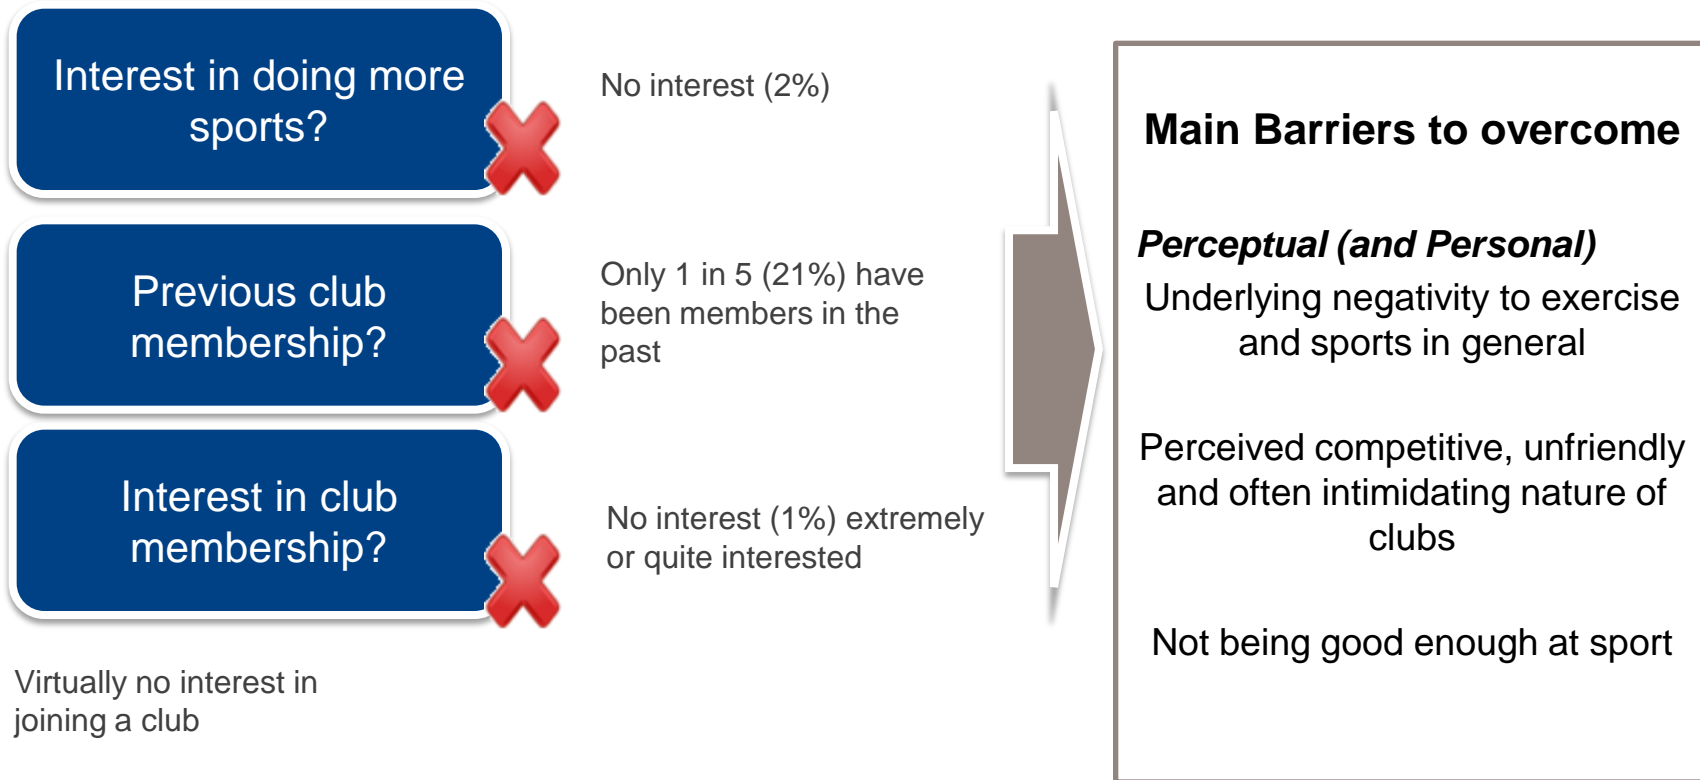 Interest in doing more
sports?
No interest (2%)
Previous club
membership?
Only 1 in 5 (21%) have
been members in the
past
Interest in club
membership?
No interest (1%) extremely
or quite interested
Virtually no interest in
joining a club
Main Barriers to overcome
Perceptual (and Personal)
Underlying negativity to exercise
and sports in general
Perceived competitive, unfriendly
and often intimidating nature of
clubs
Not being good enough at sport